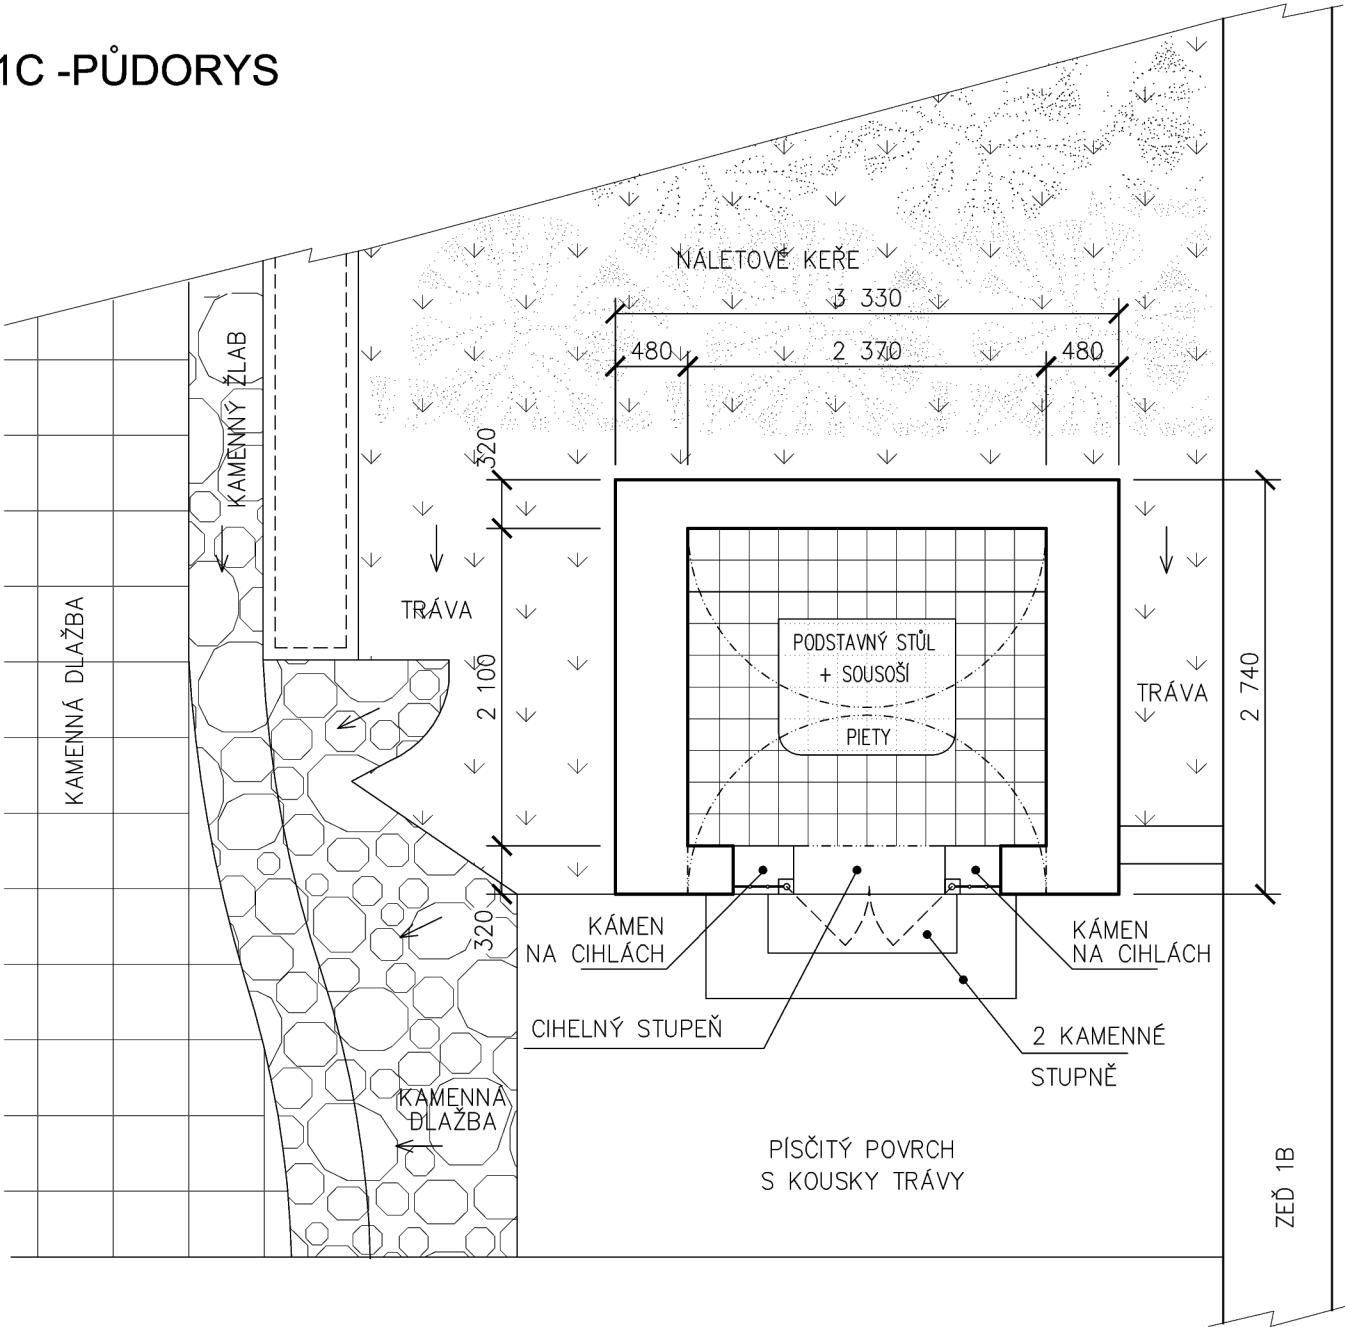 1C -PŮDORYS
NÁLETOVÉ KEŘE
3 330
480
2 370
480
KAMENNÝ ŽLAB
320
TRÁVA
KAMENNÁ DLAŽBA
2 100
PODSTAVNÝ STŮL
+ SOUSOŠÍ
PIETY
TRÁVA
2 740
320
KÁMEN
NA CIHLÁCH
KÁMEN
NA CIHLÁCH
CIHELNÝ STUPEŇ
2 KAMENNÉ
STUPNĚ
KAMENNÁ
DLAŽBA
PÍSČITÝ POVRCH
S KOUSKY TRÁVY
ZEĎ 1B